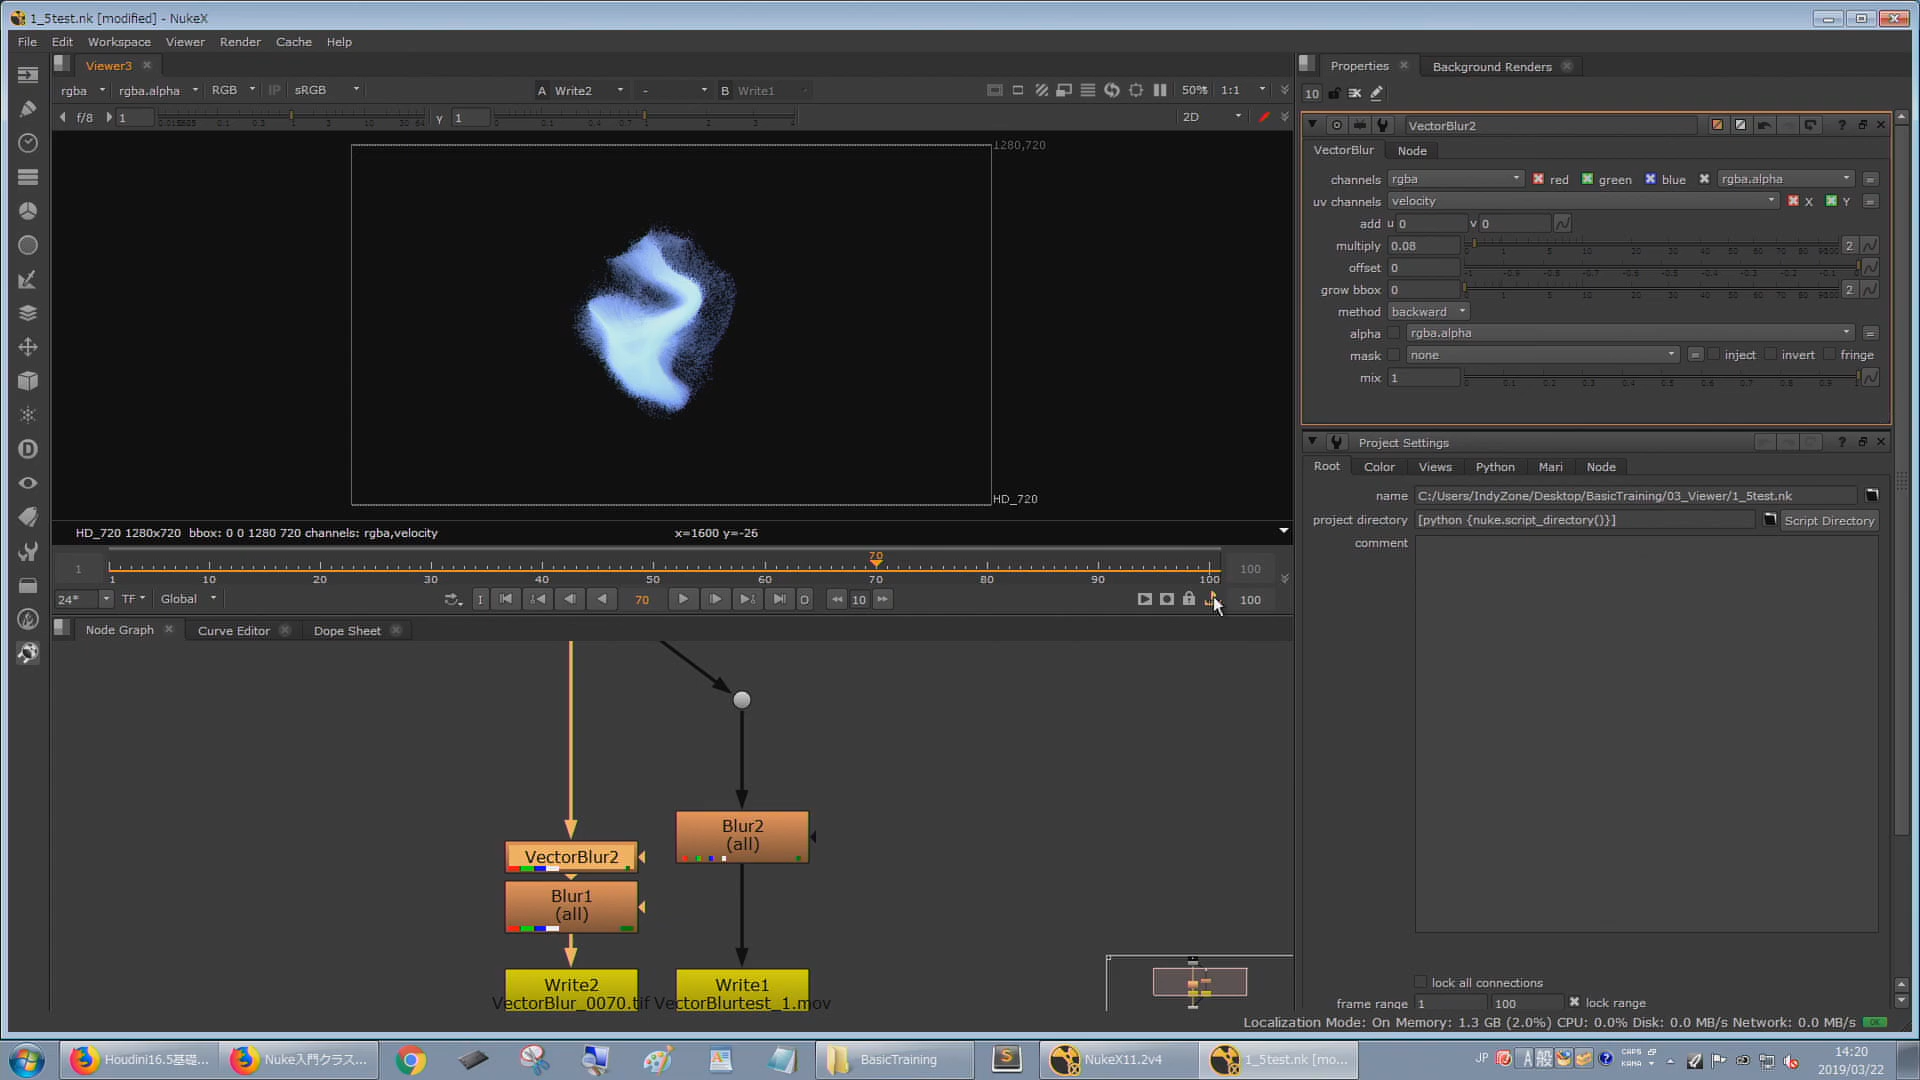 1_5test.nk [modified] - NukeX
File Edit Workspace Viewer Render Cache Help
Viewer3
rgba rgba.alpha RGB IP sRGB A Write2 - B Write1 50% 1:1
f/8 1 Y 1 2D
1280,720
HD_720
HD_720 1280x720 bbox: 0 0 1280 720 channels: rgba,velocity x=1600 y=-26
70
1 1 10 20 30 40 50 60 70 80 90 100 100
24* TF Global I 70 O 10 100
Node Graph Curve Editor Dope Sheet
VectorBlur2
Blur1
(all)
Blur2
(all)
Write2
VectorBlur_0070.tif
Write1
VectorBlurtest_1.mov
Properties Background Renders
10
VectorBlur2
VectorBlur Node
channels rgba red green blue rgba.alpha =
uv channels velocity X Y =
add u 0 v 0
multiply 0.08 2
offset 0
grow bbox 0 2
method backward
alpha rgba.alpha =
mask none = inject invert fringe
mix 1
Project Settings
Root Color Views Python Mari Node
name C:/Users/IndyZone/Desktop/BasicTraining/03_Viewer/1_5test.nk
project directory [python {nuke.script_directory()}] Script Directory
comment
lock all connections
frame range 1 100 lock range
Localization Mode: On Memory: 1.3 GB (2.0%) CPU: 0.0% Disk: 0.0 MB/s Network: 0.0 MB/s OK
Houdini16.5基礎... Nuke入門クラス... BasicTraining NukeX11.2v4 1_5test.nk [mo...
JP A 般 CAPS KANA 14:20
2019/03/22